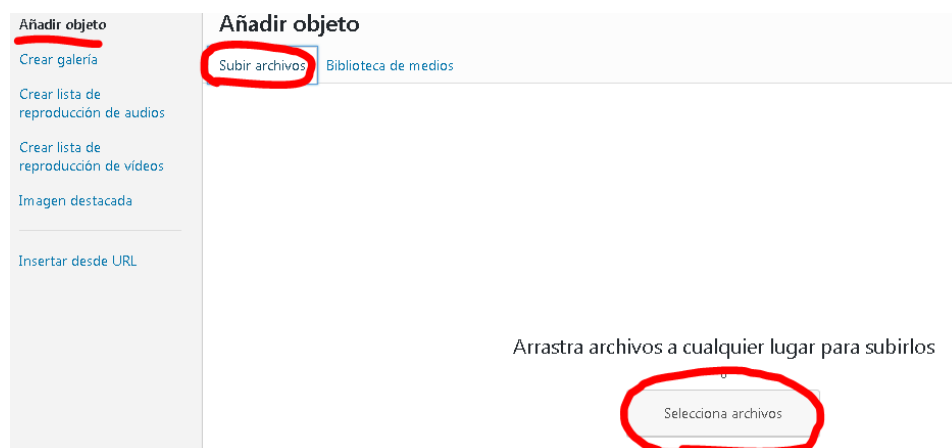 Añadir objeto
Crear galería
Crear lista de
reproducción de audios
Crear lista de
reproducción de vídeos
Imagen destacada
Insertar desde URL
Añadir objeto
Subir archivos
Biblioteca de medios
Arrastra archivos a cualquier lugar para subirlos
o
Selecciona archivos